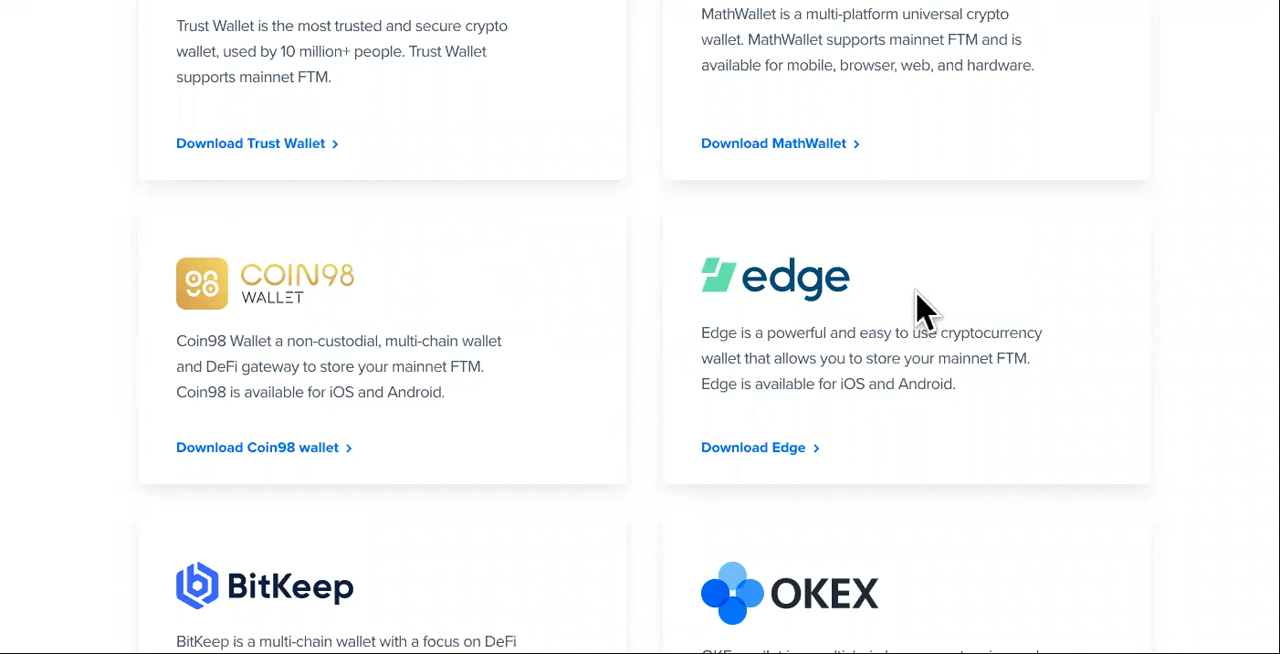 Trust Wallet is the most trusted and secure crypto
wallet, used by 10 million+ people. Trust Wallet
supports mainnet FTM.
Download Trust Wallet
MathWallet is a multi-platform universal crypto
wallet. MathWallet supports mainnet FTM and is
available for mobile, browser, web, and hardware.
Download MathWallet
COIN98
WALLET
Coin98 Wallet a non-custodial, multi-chain wallet
and DeFi gateway to store your mainnet FTM.
Coin98 is available for iOS and Android.
Download Coin98 wallet
edge
Edge is a powerful and easy to use cryptocurrency
wallet that allows you to store your mainnet FTM.
Edge is available for iOS and Android.
Download Edge
BitKeep
BitKeep is a multi-chain wallet with a focus on DeFi
OKEX